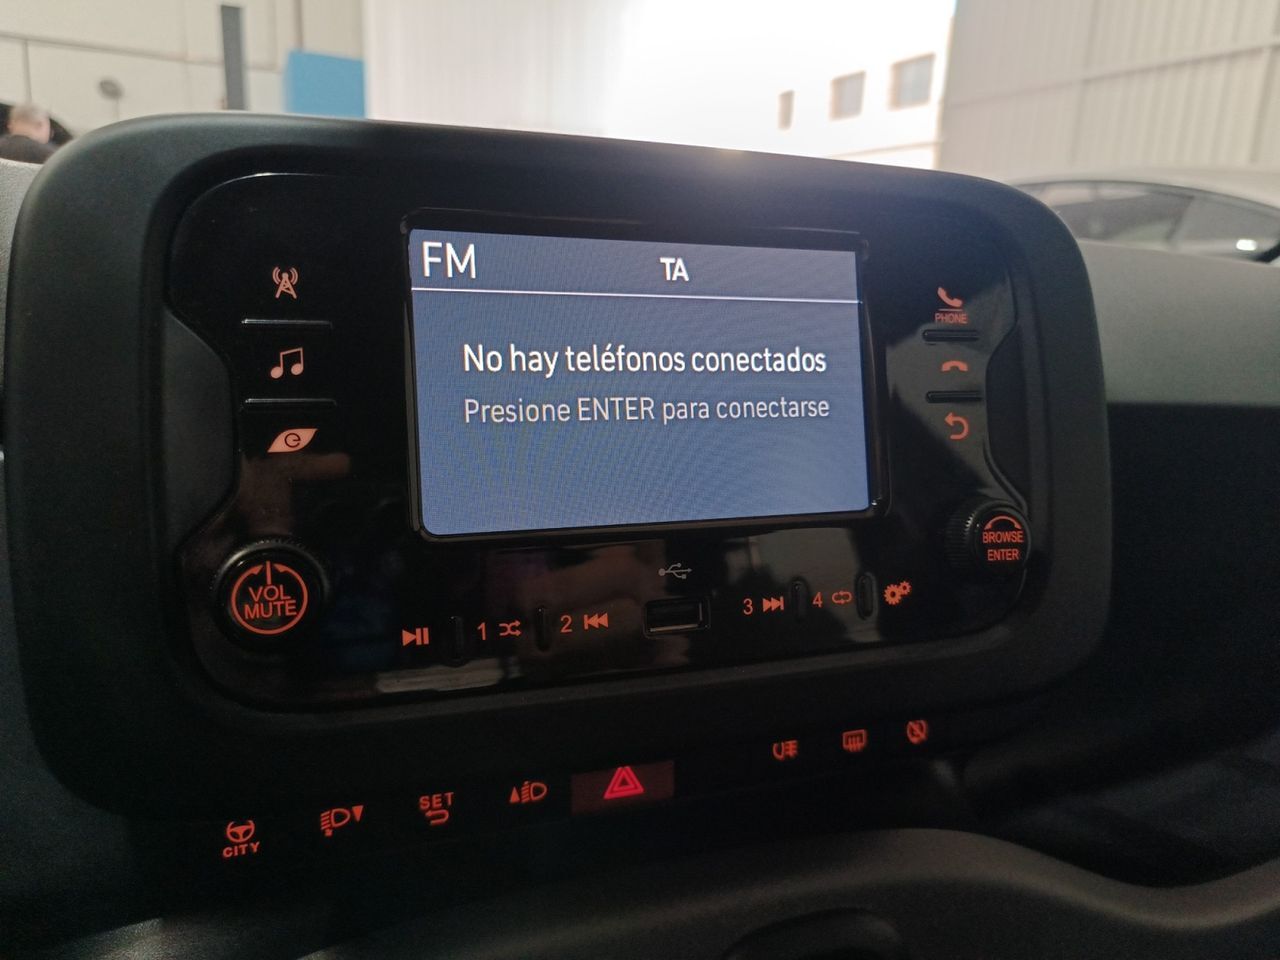 FM TA
No hay teléfonos conectados
Presione ENTER para conectarse
PHONE
VOL
MUTE
BROWSE
ENTER
1 2 3 4
CITY
SET